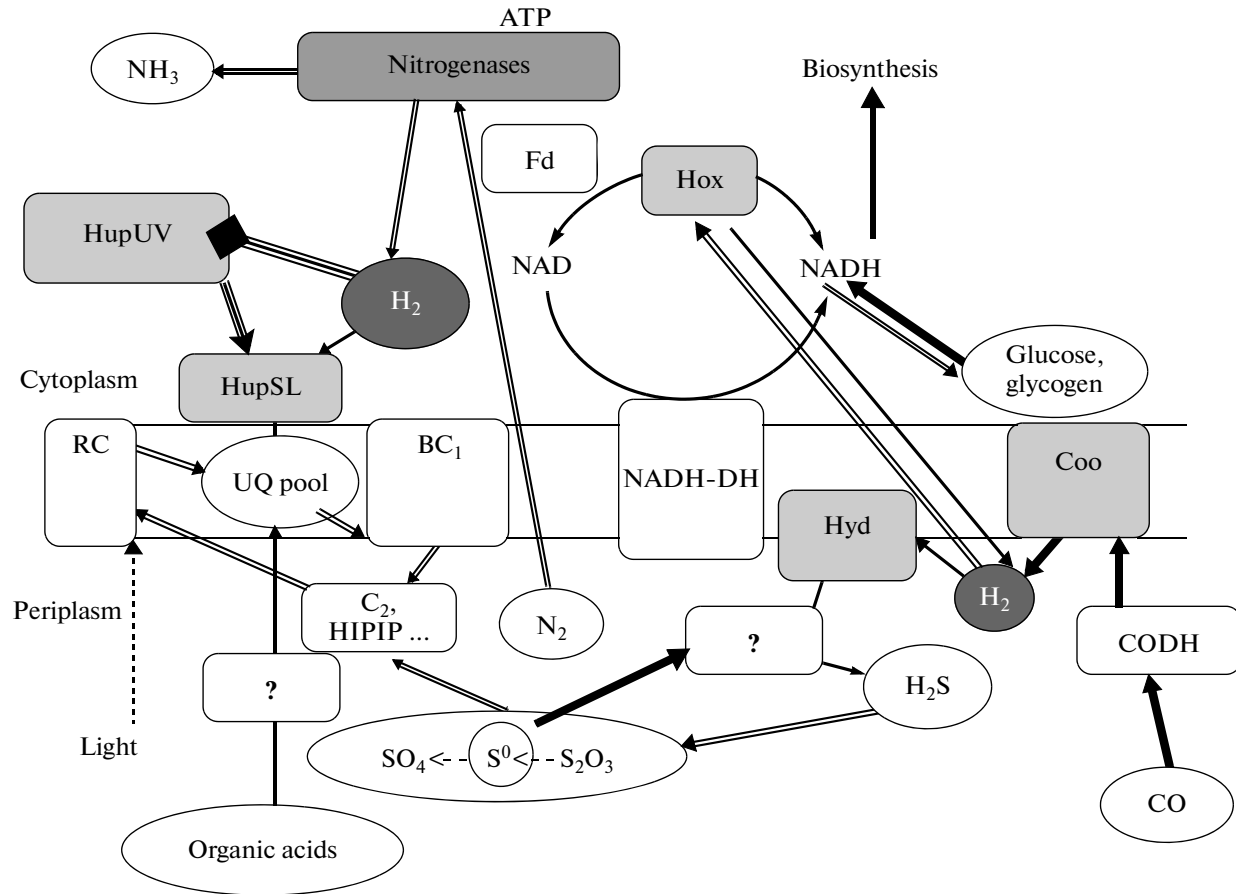 ATP
NH₃
Nitrogenases
Biosynthesis
Fd
Hox
HupUV
NAD
NADH
H₂
Glucose,
glycogen
Cytoplasm
HupSL
RC
BC₁
Coo
UQ pool
NADH-DH
Hyd
Periplasm
C₂,
HIPIP ...
N₂
H₂
?
?
CODH
H₂S
Light
SO₄ S⁰ S₂O₃
CO
Organic acids